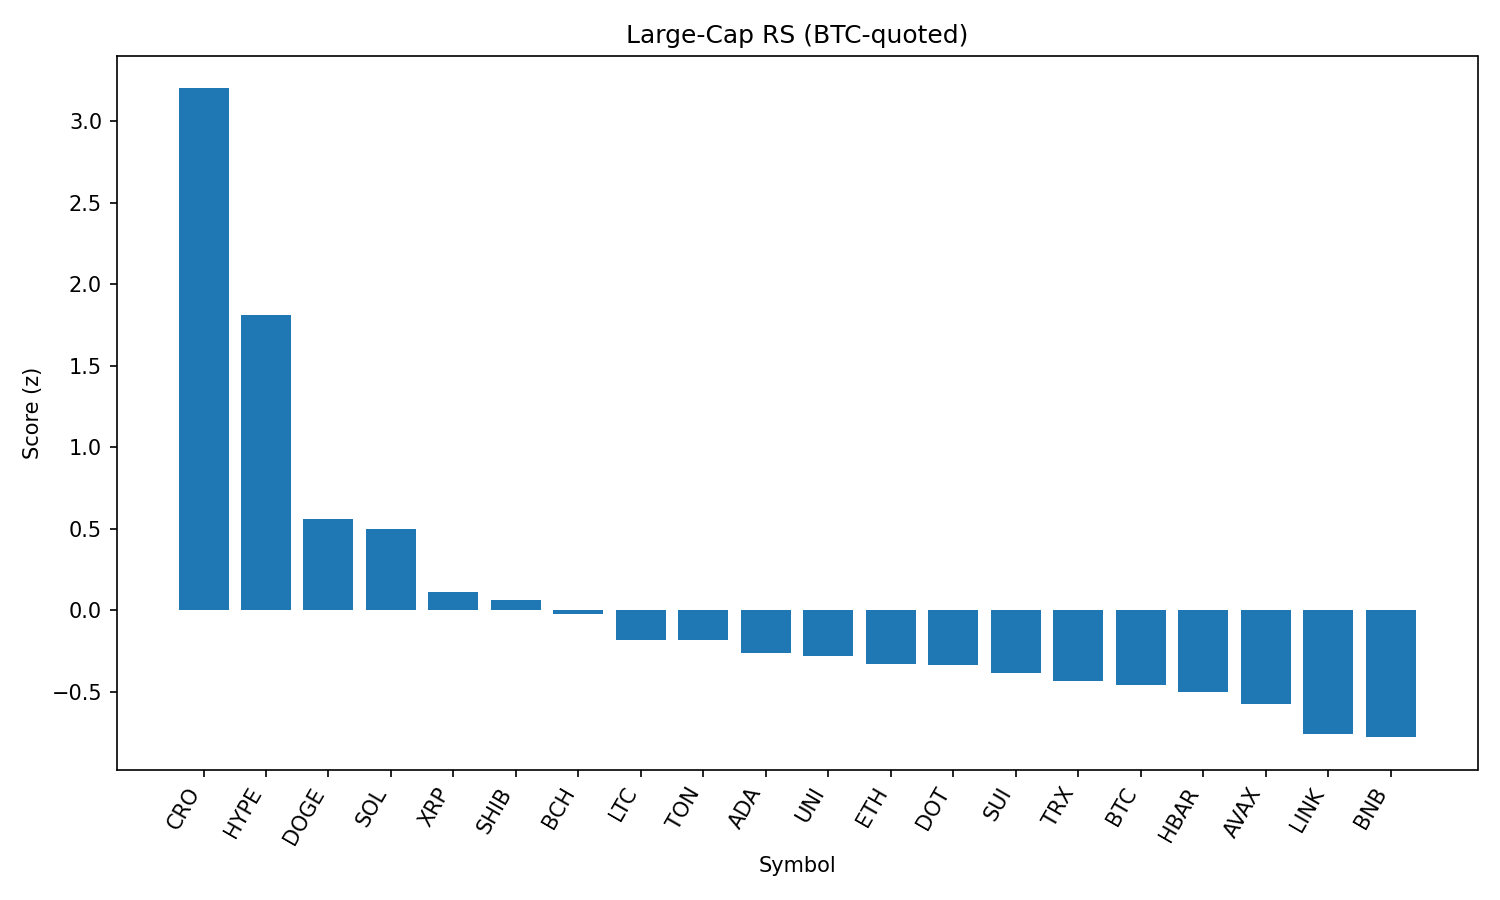 Large-Cap RS (BTC-quoted)
Score (z)
3.0
2.5
2.0
1.5
1.0
0.5
0.0
−0.5
CRO
HYPE
DOGE
SOL
XRP
SHIB
BCH
LTC
TON
ADA
UNI
ETH
DOT
SUI
TRX
BTC
HBAR
AVAX
LINK
BNB
Symbol